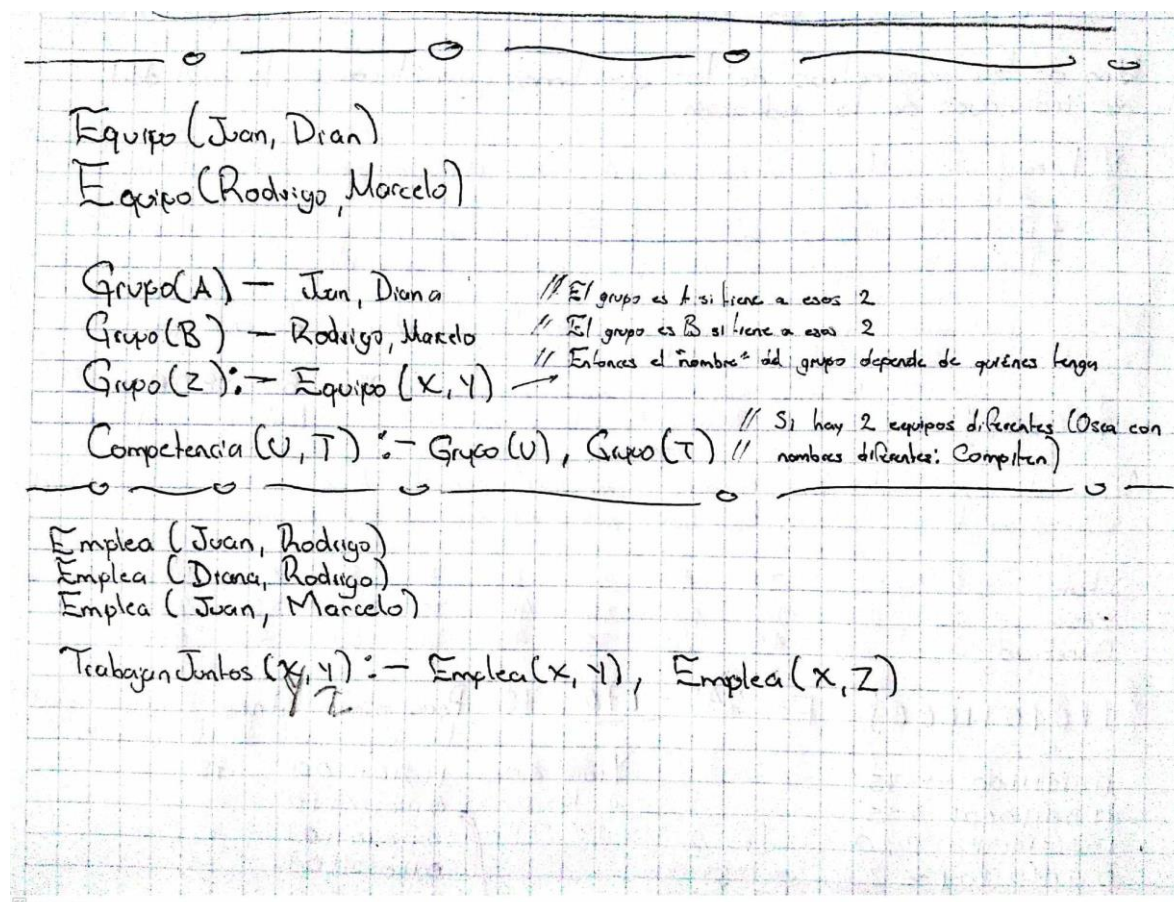 Equipo (Juan, Dian)
Equipo (Rodrigo, Marcelo)
Grupo(A) — Juan, Diana // El grupo es A si tiene a esos 2
Grupo(B) — Rodrigo, Marcelo // El grupo es B si tiene a esos 2
// Entonces el "nombre" del grupo depende de quiénes tenga
Grupo(Z):— Equipo (X, Y)
Competencia (U, T) :- Grupo(U), Grupo(T) // Si hay 2 equipos diferentes (Osea con
// nombres diferentes: Compiten)
Emplea (Juan, Rodrigo)
Emplea (Diana, Rodrigo)
Emplea (Juan, Marcelo)
Trabajan Juntos (X, Y) :- Emplea(X, Y), Emplea(X, Z)
Y Z